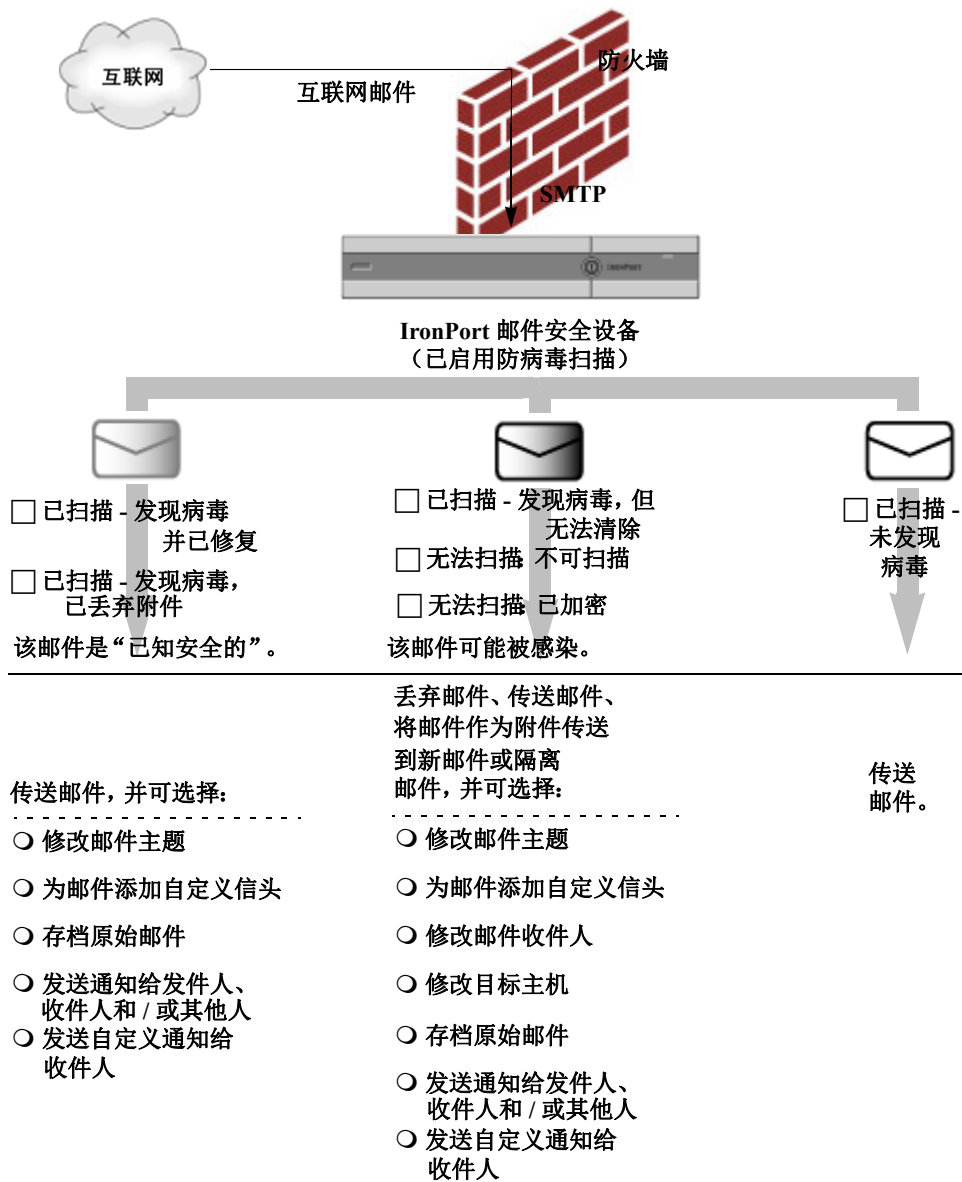 互联网
防火墙
互联网邮件
SMTP
IRONPORT
IronPort 邮件安全设备
（已启用防病毒扫描）
已扫描 - 发现病毒
并已修复
已扫描 - 发现病毒，
已丢弃附件
该邮件是“已知安全的”。
已扫描 - 发现病毒，但
无法清除
无法扫描：不可扫描
无法扫描：已加密
该邮件可能被感染。
已扫描 -
未发现
病毒
传送邮件，并可选择：
修改邮件主题
为邮件添加自定义信头
存档原始邮件
发送通知给发件人、
收件人和 / 或其他人
发送自定义通知给
收件人
丢弃邮件、传送邮件、
将邮件作为附件传送
到新邮件或隔离
邮件，并可选择：
修改邮件主题
为邮件添加自定义信头
修改邮件收件人
修改目标主机
存档原始邮件
发送通知给发件人、
收件人和 / 或其他人
发送自定义通知给
收件人
传送
邮件。